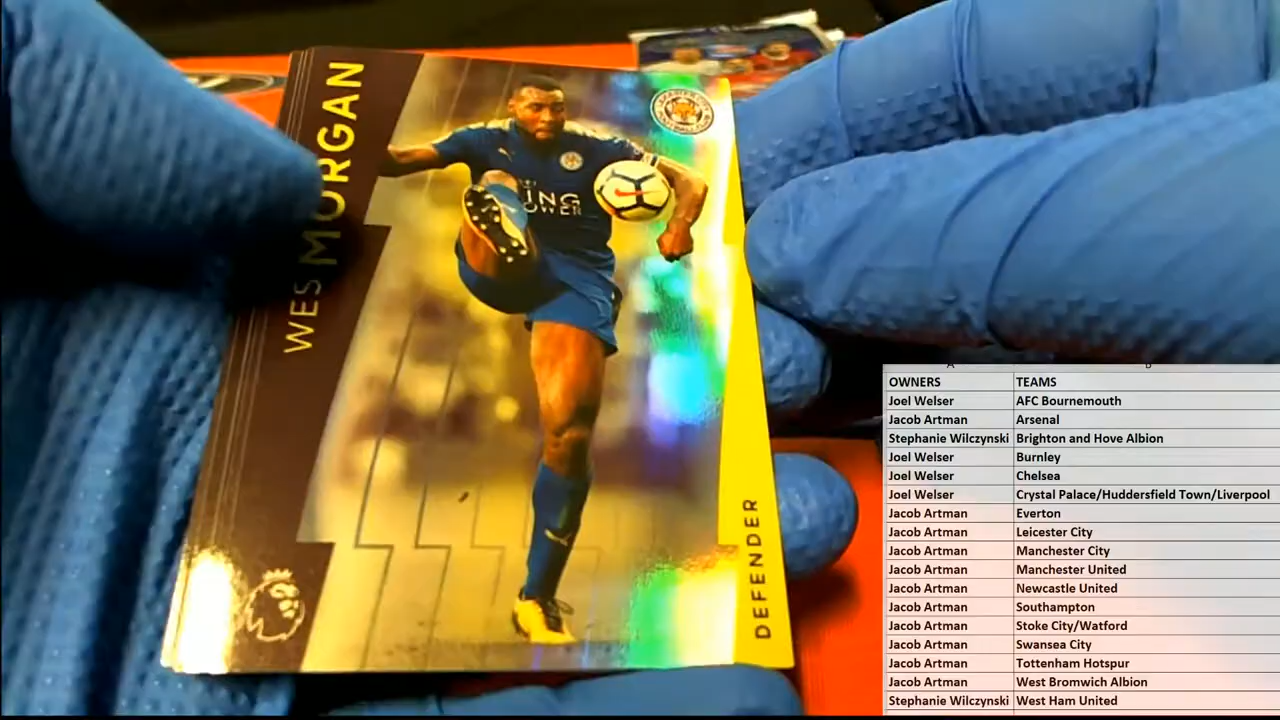 WES MORGAN
KING
POWER
DEFENDER
A B
OWNERS TEAMS
Joel Welser AFC Bournemouth
Jacob Artman Arsenal
Stephanie Wilczynski Brighton and Hove Albion
Joel Welser Burnley
Joel Welser Chelsea
Joel Welser Crystal Palace/Huddersfield Town/Liverpool
Jacob Artman Everton
Jacob Artman Leicester City
Jacob Artman Manchester City
Jacob Artman Manchester United
Jacob Artman Newcastle United
Jacob Artman Southampton
Jacob Artman Stoke City/Watford
Jacob Artman Swansea City
Jacob Artman Tottenham Hotspur
Jacob Artman West Bromwich Albion
Stephanie Wilczynski West Ham United